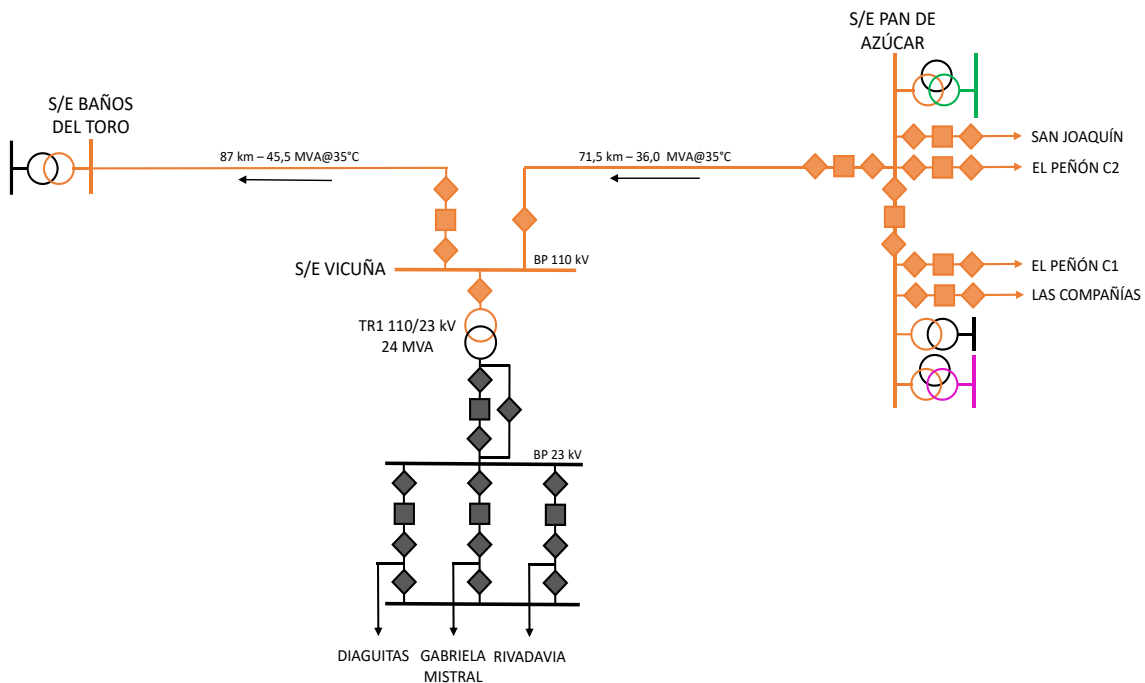 S/E PAN DE
AZÚCAR
S/E BAÑOS
DEL TORO
87 km – 45,5 MVA@35°C
71,5 km – 36,0 MVA@35°C
SAN JOAQUÍN
EL PEÑÓN C2
BP 110 kV
S/E VICUÑA
EL PEÑÓN C1
LAS COMPAÑÍAS
TR1 110/23 kV
24 MVA
BP 23 kV
DIAGUITAS
GABRIELA
MISTRAL
RIVADAVIA